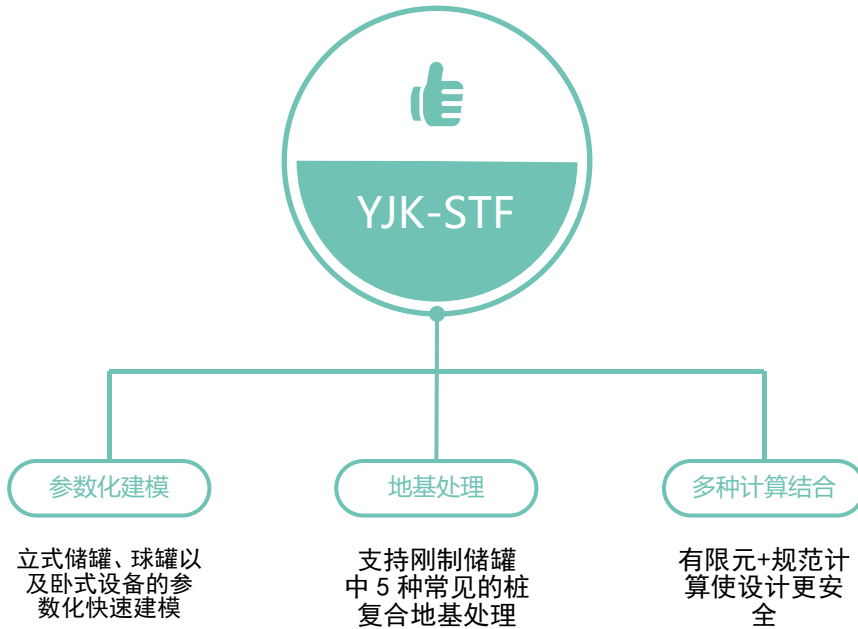 YJK-STF
参数化建模
地基处理
多种计算结合
立式储罐、球罐以
及卧式设备的参
数化快速建模
支持刚制储罐
中 5 种常见的桩
复合地基处理
有限元+规范计
算使设计更安
全